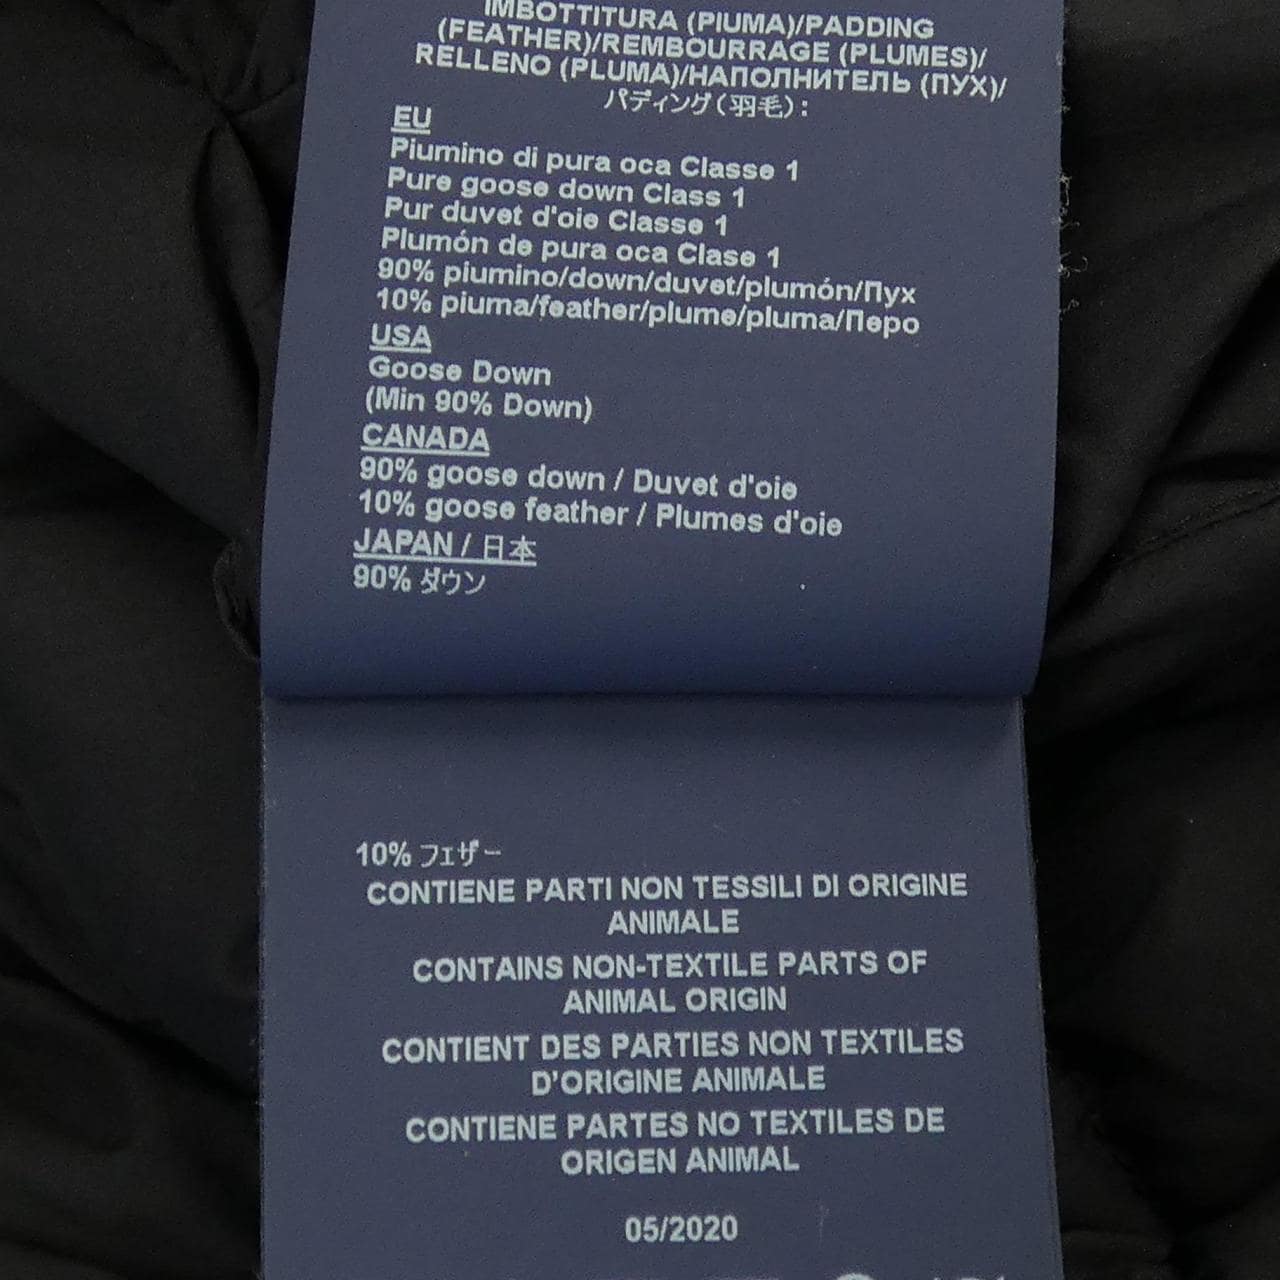 IMBOTTITURA (PIUMA)/PADDING
(FEATHER)/REMBOURRAGE (PLUMES)/
RELLENO (PLUMA)/НАПОЛНИТЕЛЬ (ПУХ)/
パディング(羽毛):
EU
Piumino di pura oca Classe 1
Pure goose down Class 1
Pur duvet d'oie Classe 1
Plumón de pura oca Clase 1
90% piumino/down/duvet/plumón/Пух
10% piuma/feather/plume/pluma/Перо
USA
Goose Down
(Min 90% Down)
CANADA
90% goose down / Duvet d'oie
10% goose feather / Plumes d'oie
JAPAN / 日本
90% ダウン
10% フェザー
CONTIENE PARTI NON TESSILI DI ORIGINE
ANIMALE
CONTAINS NON-TEXTILE PARTS OF
ANIMAL ORIGIN
CONTIENT DES PARTIES NON TEXTILES
D'ORIGINE ANIMALE
CONTIENE PARTES NO TEXTILES DE
ORIGEN ANIMAL
05/2020